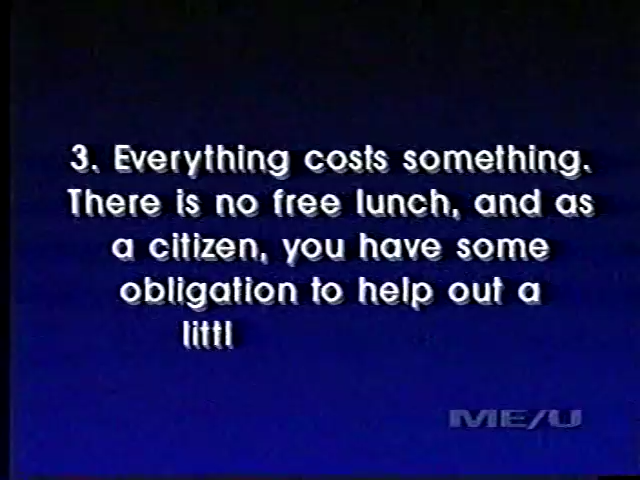 3. Everything costs something.
There is no free lunch, and as
a citizen, you have some
obligation to help out a
littl
ME/U